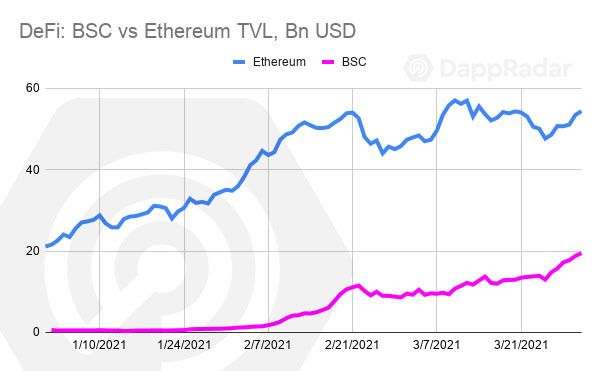 DeFi: BSC vs Ethereum TVL, Bn USD
Ethereum BSC
DappRadar
60
40
20
0
1/10/2021 1/24/2021 2/7/2021 2/21/2021 3/7/2021 3/21/2021